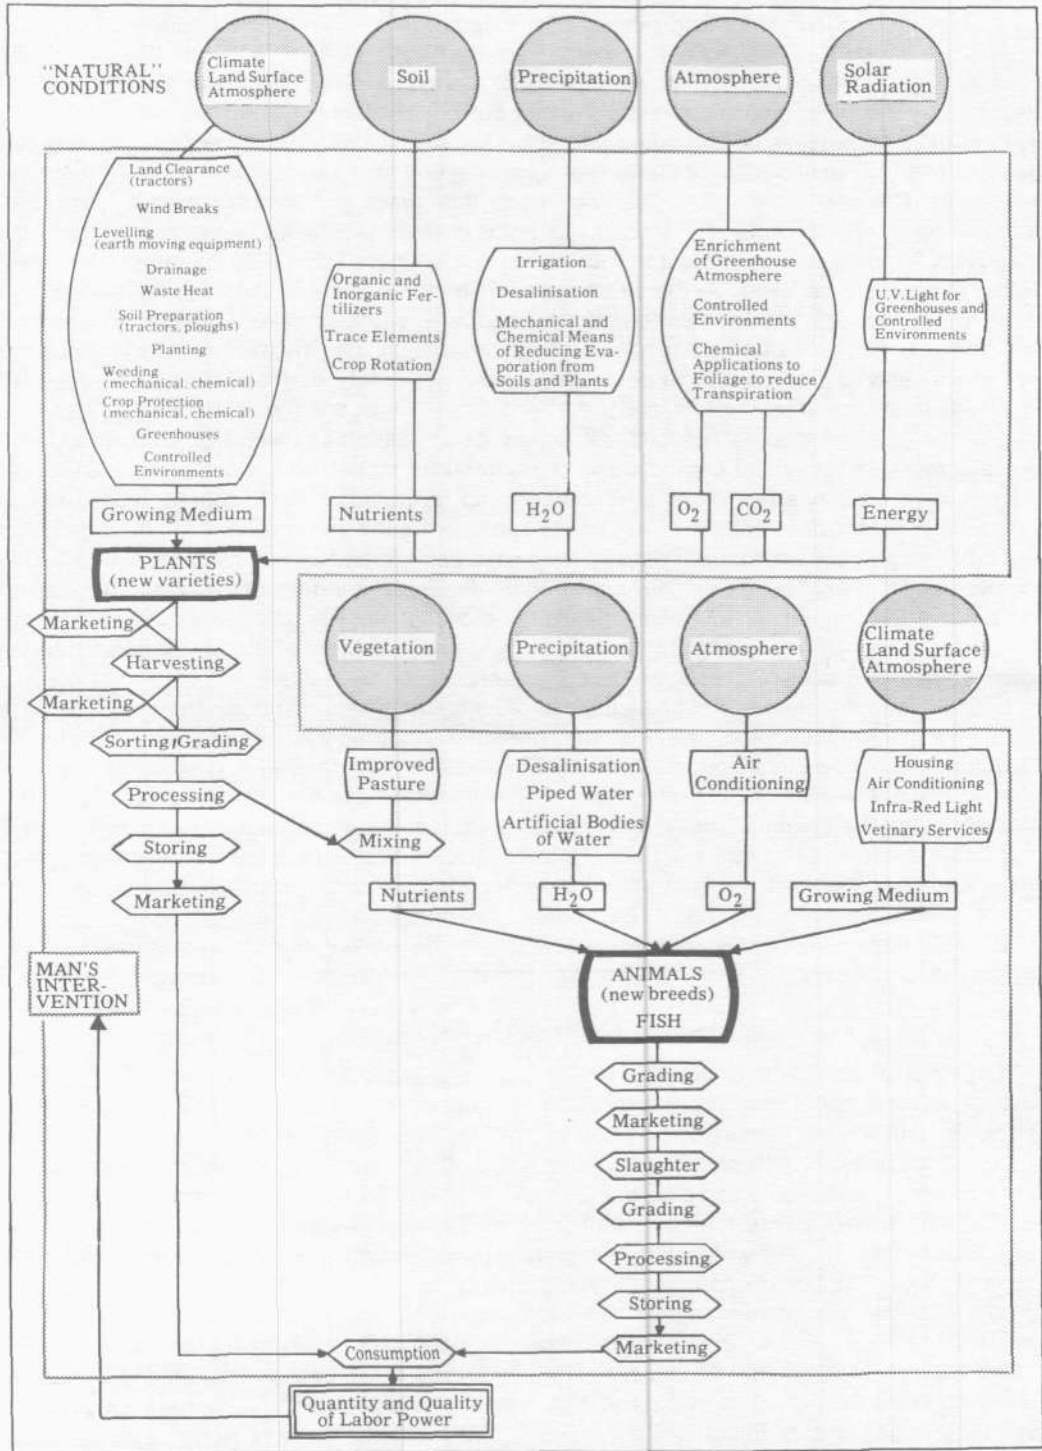 "NATURAL"
CONDITIONS
Climate
Land Surface
Atmosphere
Soil
Precipitation
Atmosphere
Solar
Radiation
Land Clearance
(tractors)
Wind Breaks
Levelling
(earth moving equipment)
Drainage
Waste Heat
Soil Preparation
(tractors, ploughs)
Planting
Weeding
(mechanical, chemical)
Crop Protection
(mechanical, chemical)
Greenhouses
Controlled
Environments
Organic and
Inorganic Fer-
tilizers
Trace Elements
Crop Rotation
Irrigation
Desalinisation
Mechanical and
Chemical Means
of Reducing Eva-
poration from
Soils and Plants
Enrichment
of Greenhouse
Atmosphere
Controlled
Environments
Chemical
Applications to
Foliage to reduce
Transpiration
U.V. Light for
Greenhouses and
Controlled
Environments
Growing Medium
Nutrients
H2O
O2
CO2
Energy
PLANTS
(new varieties)
Marketing
Harvesting
Marketing
Sorting/Grading
Processing
Storing
Marketing
Vegetation
Precipitation
Atmosphere
Climate
Land Surface
Atmosphere
Improved
Pasture
Mixing
Desalinisation
Piped Water
Artificial Bodies
of Water
Air
Conditioning
Housing
Air Conditioning
Infra-Red Light
Vetinary Services
Nutrients
H2O
O2
Growing Medium
MAN'S
INTER-
VENTION
ANIMALS
(new breeds)
FISH
Grading
Marketing
Slaughter
Grading
Processing
Storing
Marketing
Consumption
Quantity and Quality
of Labor Power